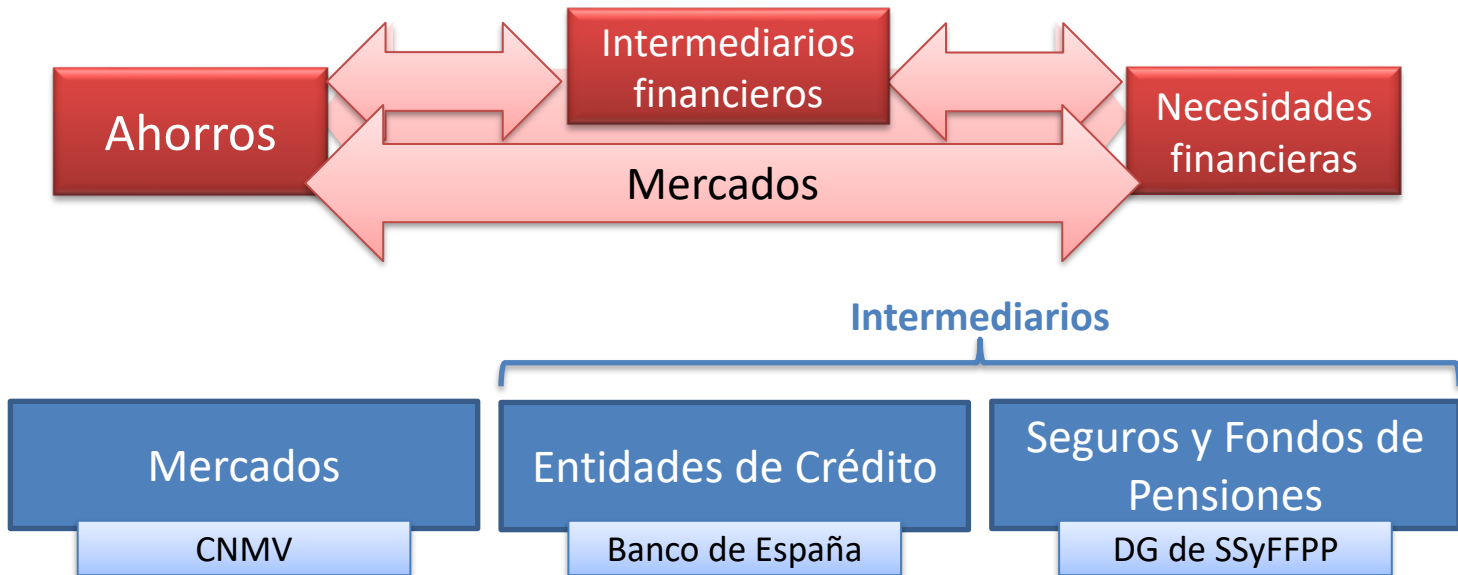 Intermediarios
financieros
Ahorros
Necesidades
financieras
Mercados
Intermediarios
Mercados
Entidades de Crédito
Seguros y Fondos de
Pensiones
CNMV
Banco de España
DG de SSyFFPP